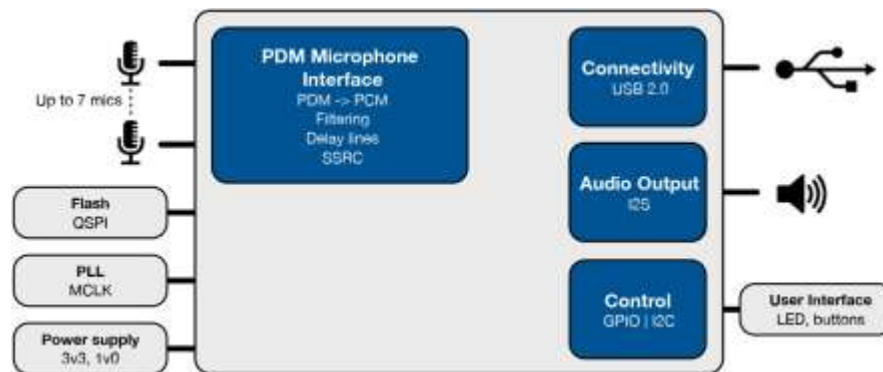 PDM Microphone
Interface
PDM -> PCM
Filtering
Delay lines
SSRC
Connectivity
USB 2.0
Up to 7 mics
Audio Output
I2S
Flash
QSPI
PLL
MCLK
Control
GPIO | I2C
User Interface
LED, buttons
Power supply
3v3, 1v0